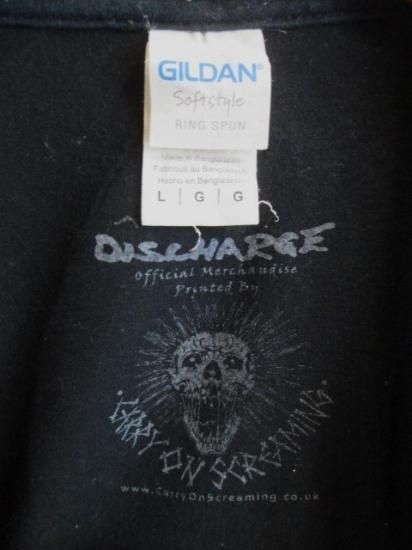 GILDAN®
Softstyle
RING SPUN
Made in Bangladesh
Fabriqué au Bangladesh
Hecho en Bangladesh
L | G | G
DISCHARGE
Official Merchandise
Printed By
·CARRY ON SCREAMING·
www.CarryOnScreaming.co.uk